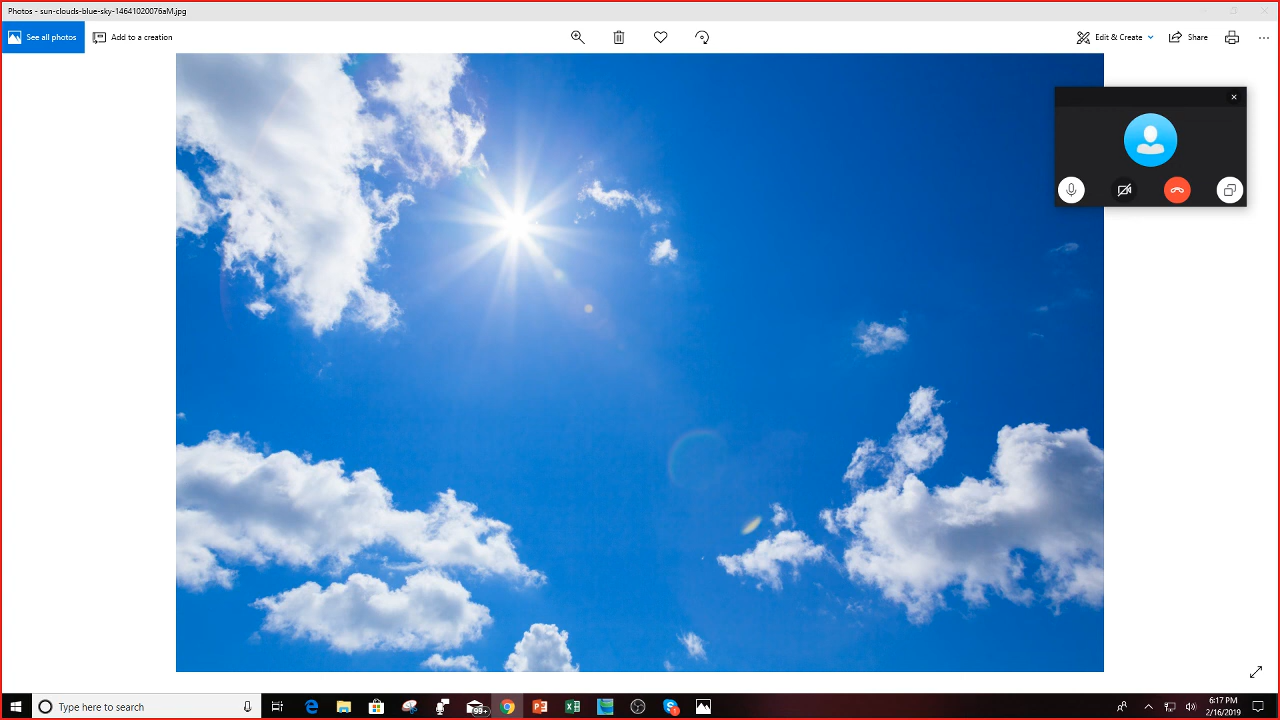 Photos - sun-clouds-blue-sky-14641020076aM.jpg
See all photos
Add to a creation
Edit & Create
Share
Type here to search
99+
6:17 PM
2/16/2019